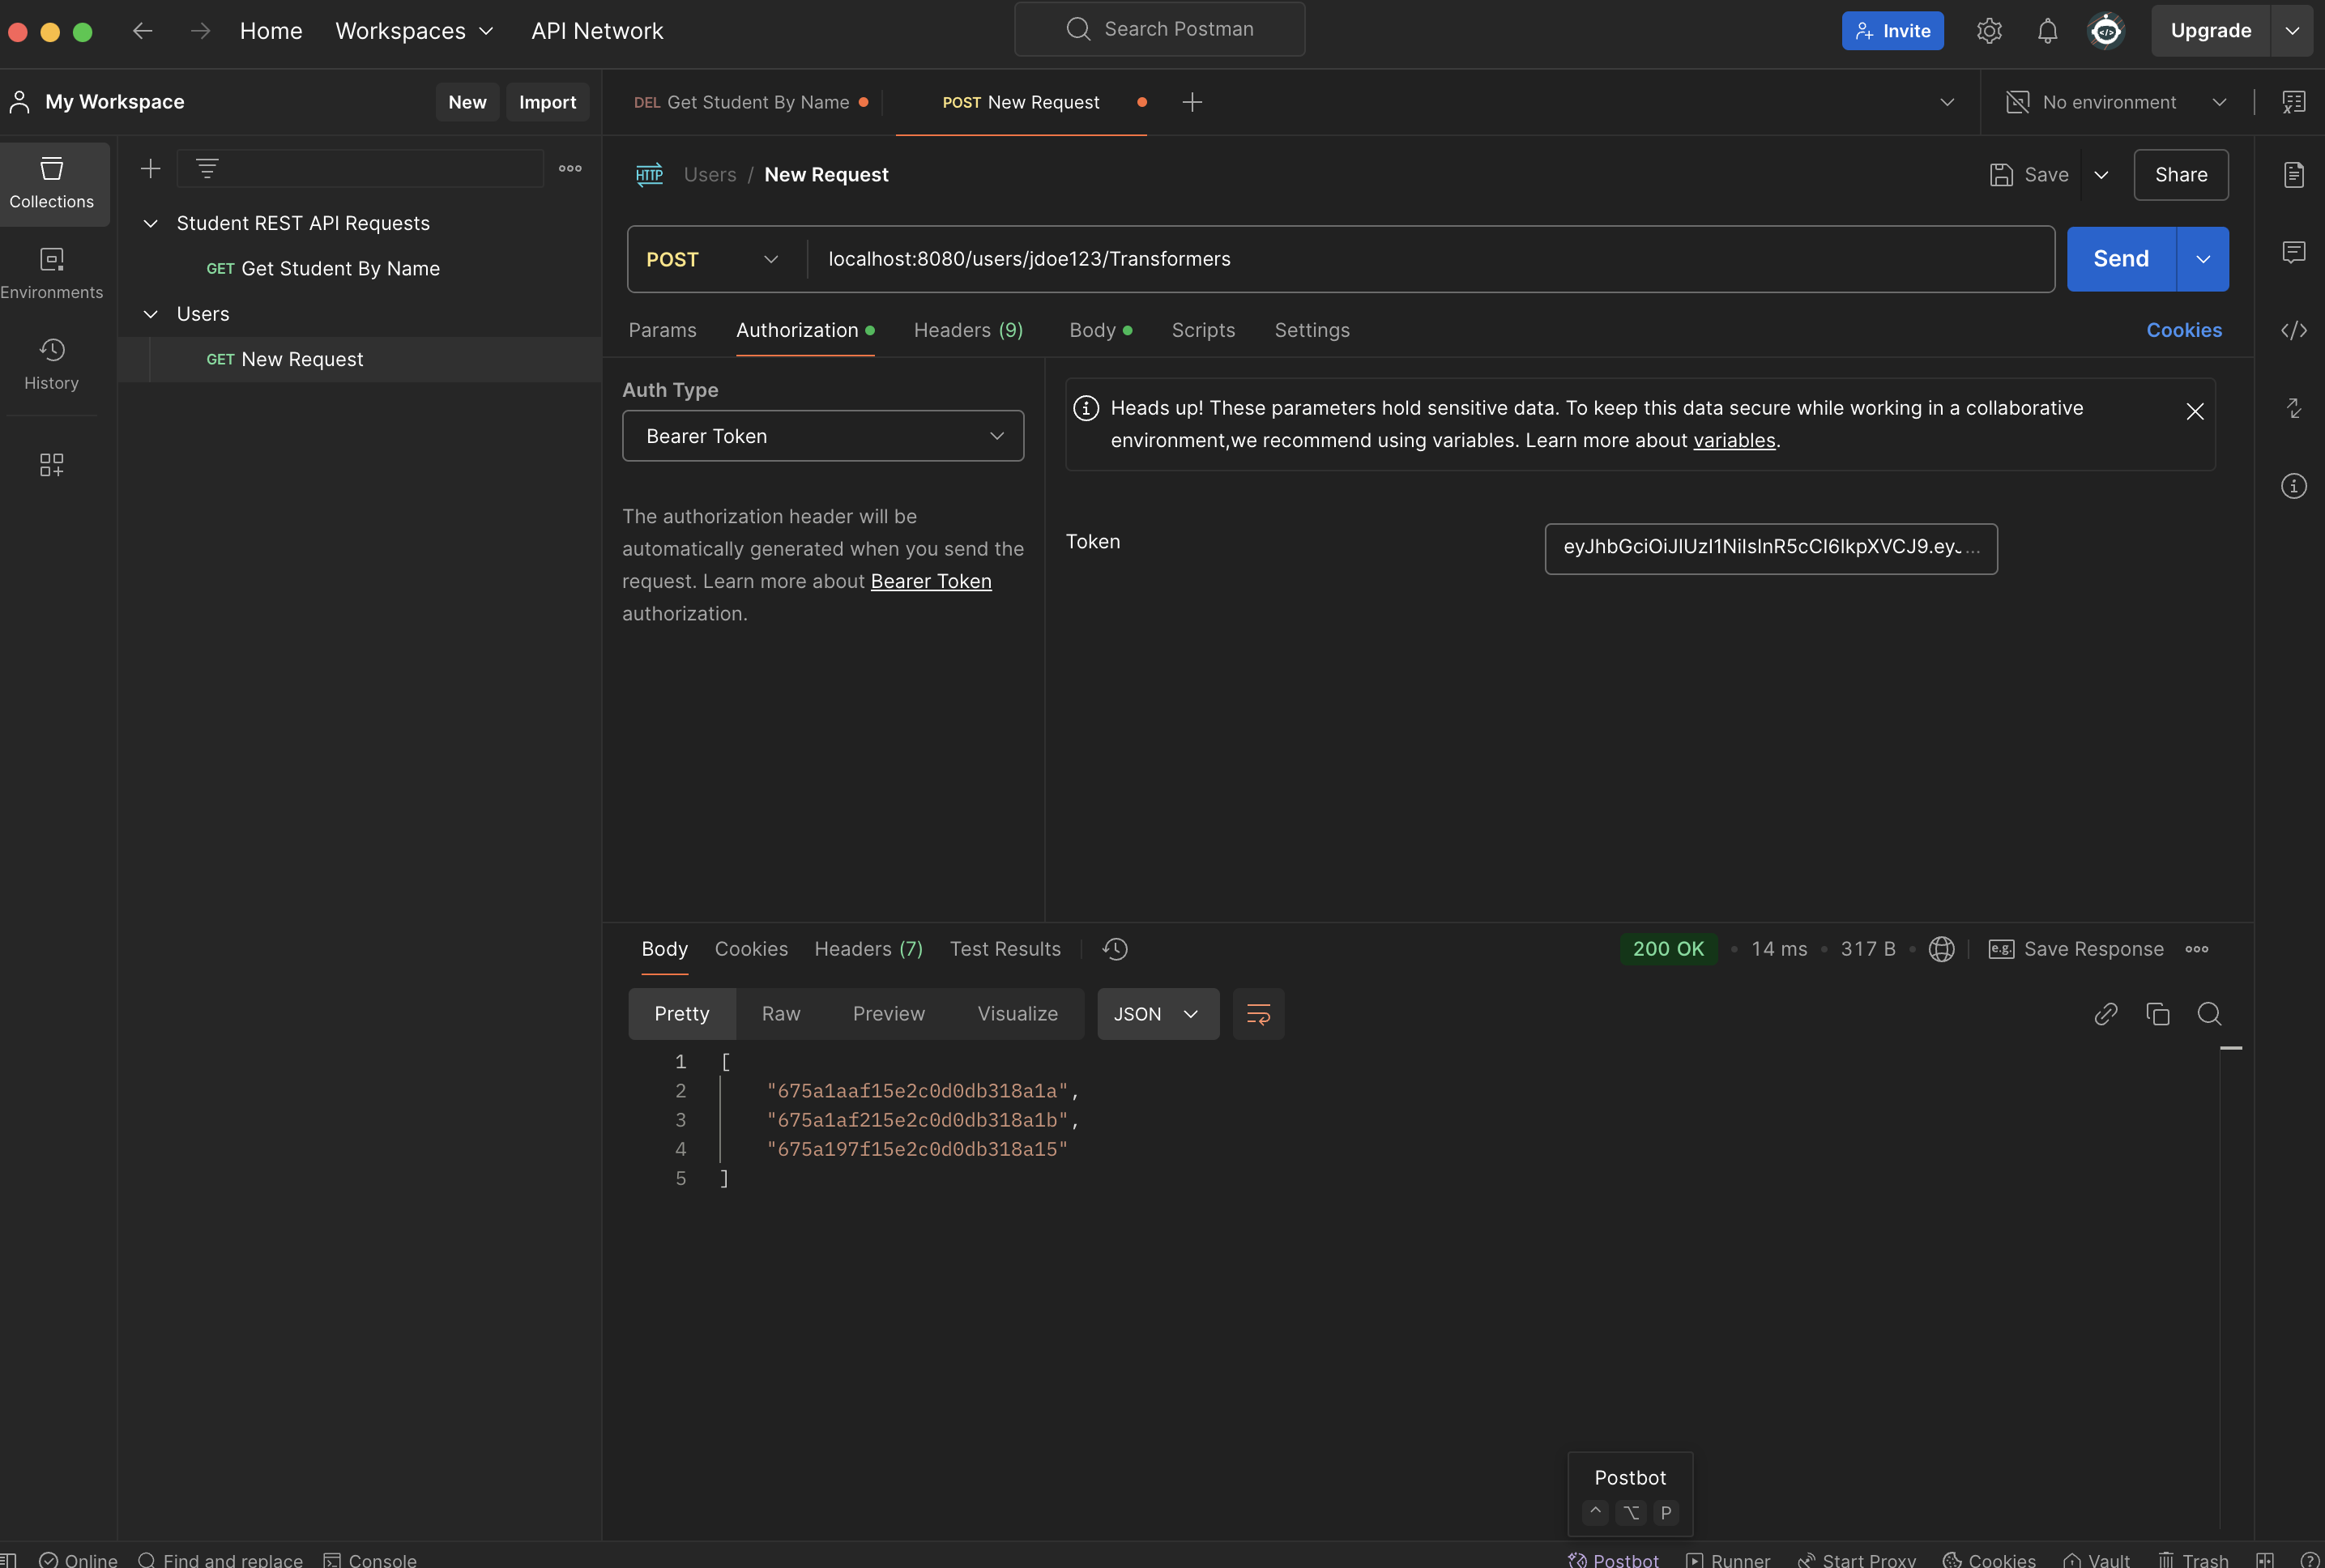 Home Workspaces API Network Search Postman Invite Upgrade
My Workspace New Import
DEL Get Student By Name POST New Request No environment
Collections
Environments
History
Student REST API Requests
GET Get Student By Name
Users
GET New Request
HTTP Users / New Request Save Share
POST localhost:8080/users/jdoe123/Transformers Send
Params Authorization Headers (9) Body Scripts Settings Cookies
Auth Type
Bearer Token
The authorization header will be
automatically generated when you send the
request. Learn more about Bearer Token
authorization.
Heads up! These parameters hold sensitive data. To keep this data secure while working in a collaborative
environment,we recommend using variables. Learn more about variables.
Token
Body Cookies Headers (7) Test Results 200 OK • 14 ms • 317 B • e.g. Save Response
Pretty Raw Preview Visualize JSON
1 [
2 "675a1aaf15e2c0d0db318a1a",
3 "675a1af215e2c0d0db318a1b",
4 "675a197f15e2c0d0db318a15"
5 ]
Postbot
^ ⌥ P
Online Find and replace Console Postbot Runner Start Proxy Cookies Vault Trash